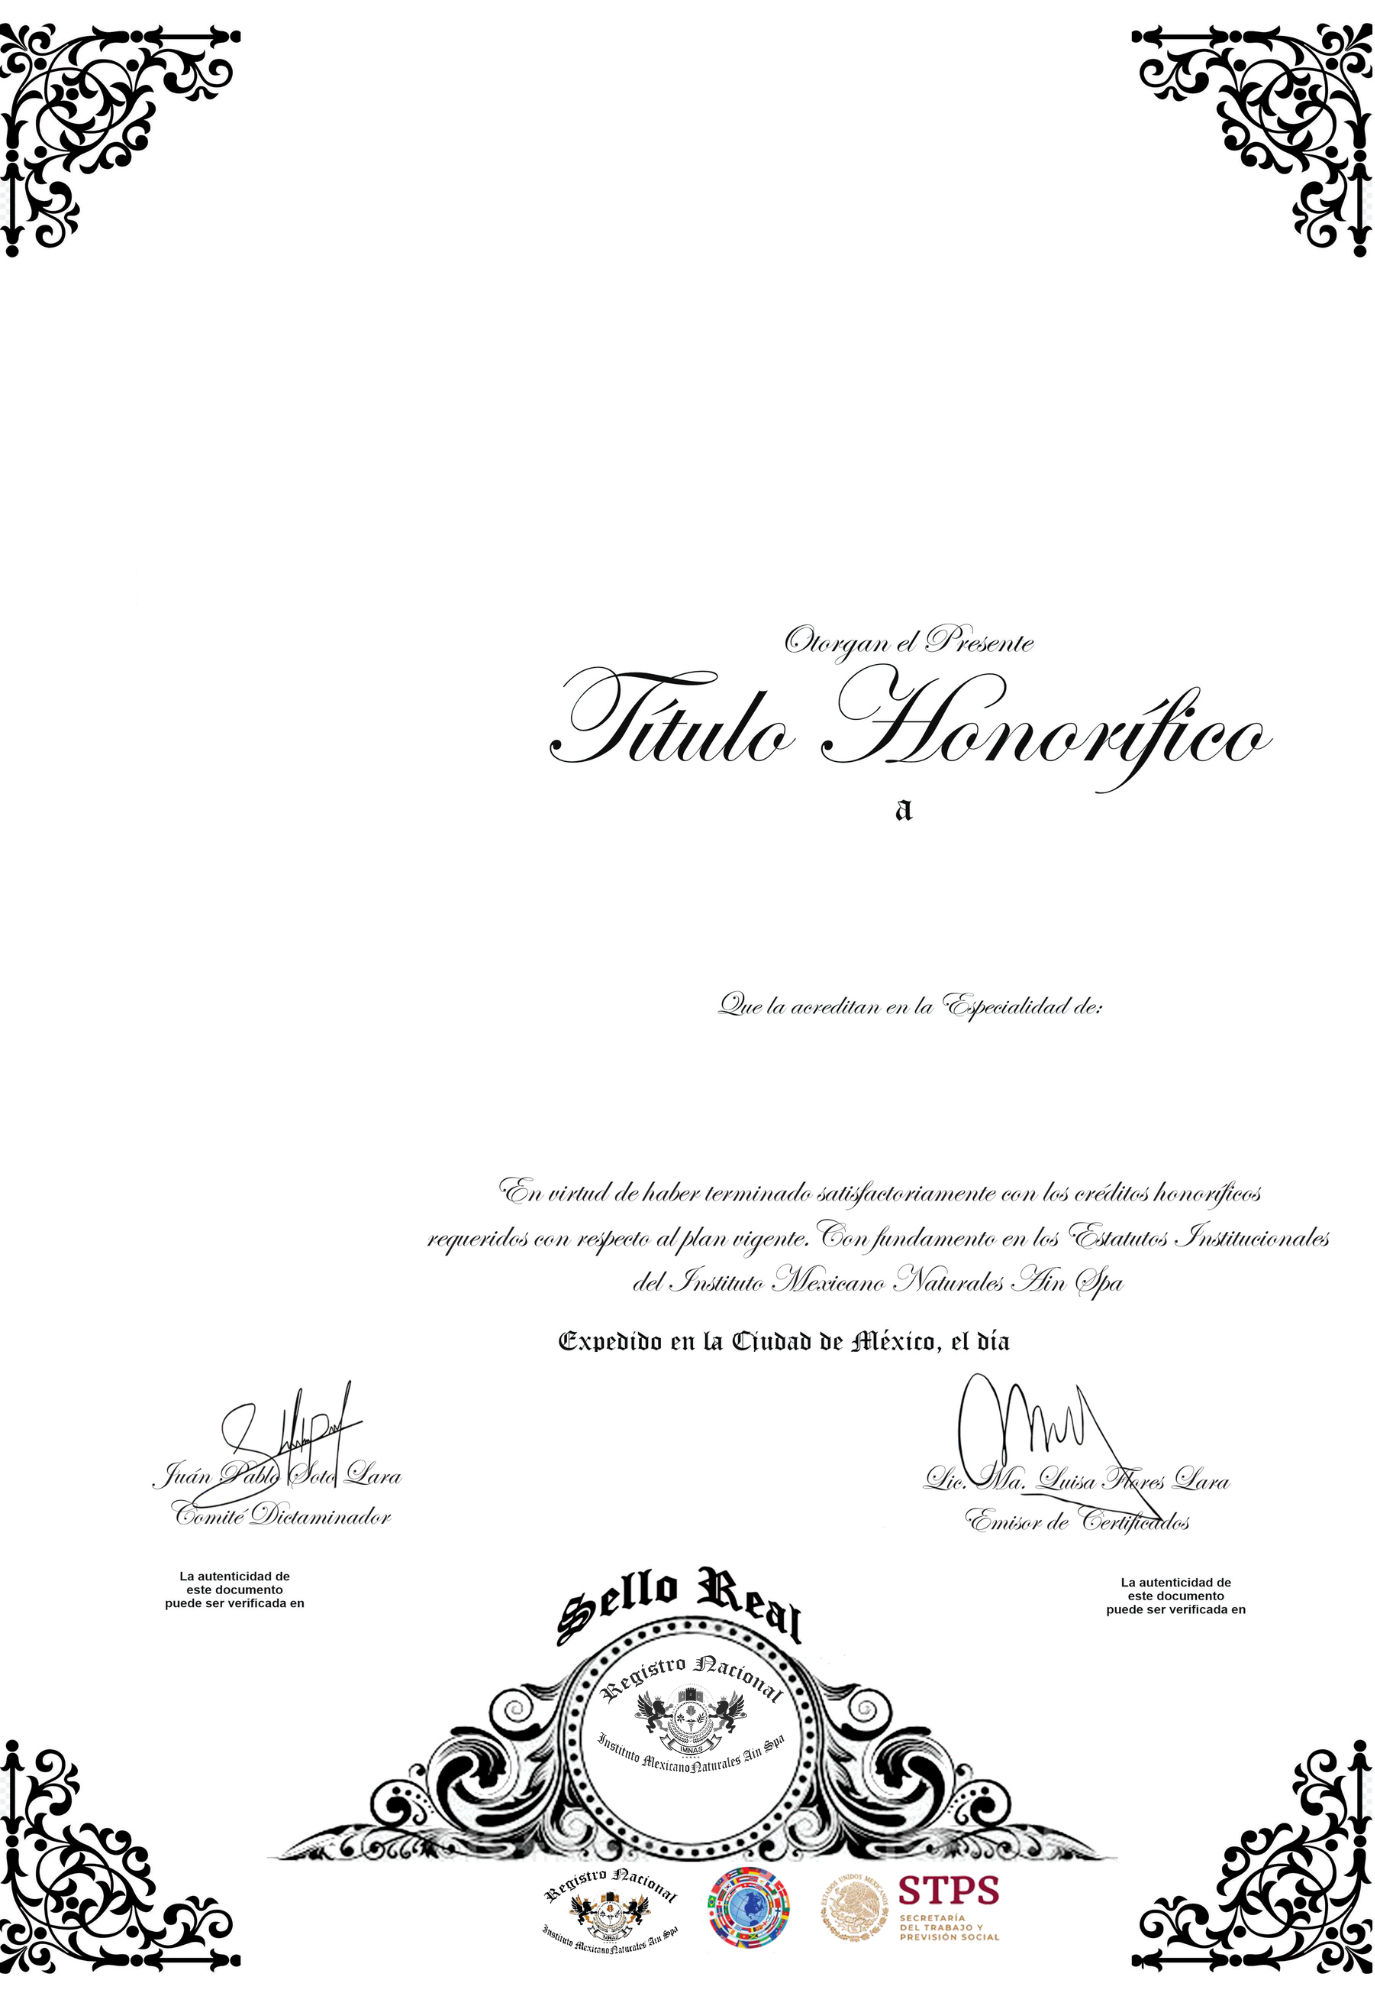 Otorgan el Presente
Título Honorífico
a
Que la acreditan en la Especialidad de:
En virtud de haber terminado satisfactoriamente con los créditos honoríficos
requeridos con respecto al plan vigente. Con fundamento en los Estatutos Institucionales
del Instituto Mexicano Naturales Ain Spa
Expedido en la Ciudad de México, el día
Juán Pablo Soto Lara
Comité Dictaminador
Lic. Ma. Luisa Flores Lara
Emisor de Certificados
La autenticidad de
este documento
puede ser verificada en
La autenticidad de
este documento
puede ser verificada en
Sello Real
Registro Nacional
IMNAS
Instituto Mexicano Naturales Ain Spa
Registro Nacional
Instituto Mexicano Naturales Ain Spa
ESTADOS UNIDOS MEXICANOS
STPS
SECRETARÍA
DEL TRABAJO Y
PREVISIÓN SOCIAL